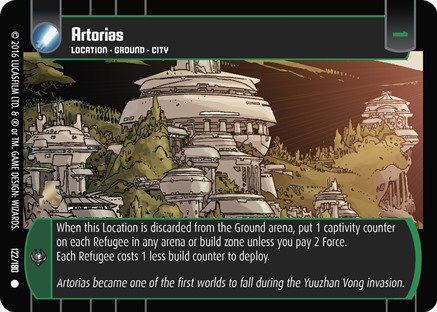 Artorias
LOCATION • GROUND • CITY
© 2016 LUCASFILM LTD. & ® or TM. GAME DESIGN: WIZARDS.
122/180
When this Location is discarded from the Ground arena, put 1 captivity counter
on each Refugee in any arena or build zone unless you pay 2 Force.
Each Refugee costs 1 less build counter to deploy.
Artorias became one of the first worlds to fall during the Yuuzhan Vong invasion.